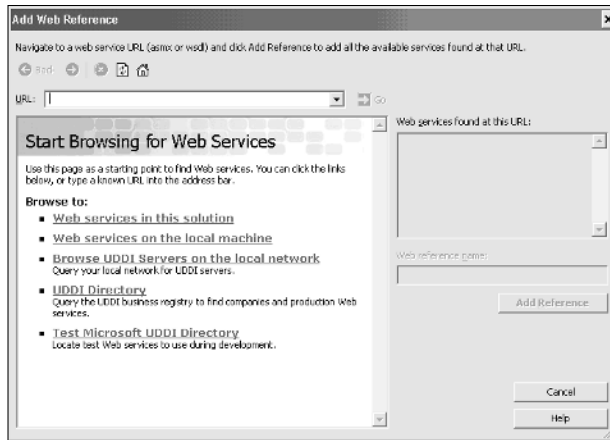 Add Web Reference
Navigate to a web service URL (asmx or wsdl) and click Add Reference to add all the available services found at that URL.
Back
URL:
Go
Start Browsing for Web Services
Use this page as a starting point to find Web services. You can click the links
below, or type a known URL into the address bar.
Browse to:
Web services in this solution
Web services on the local machine
Browse UDDI Servers on the local network
Query your local network for UDDI servers.
UDDI Directory
Query the UDDI business registry to find companies and production Web
services.
Test Microsoft UDDI Directory
Locate test Web services to use during development.
Web services found at this URL:
Web reference name:
Add Reference
Cancel
Help